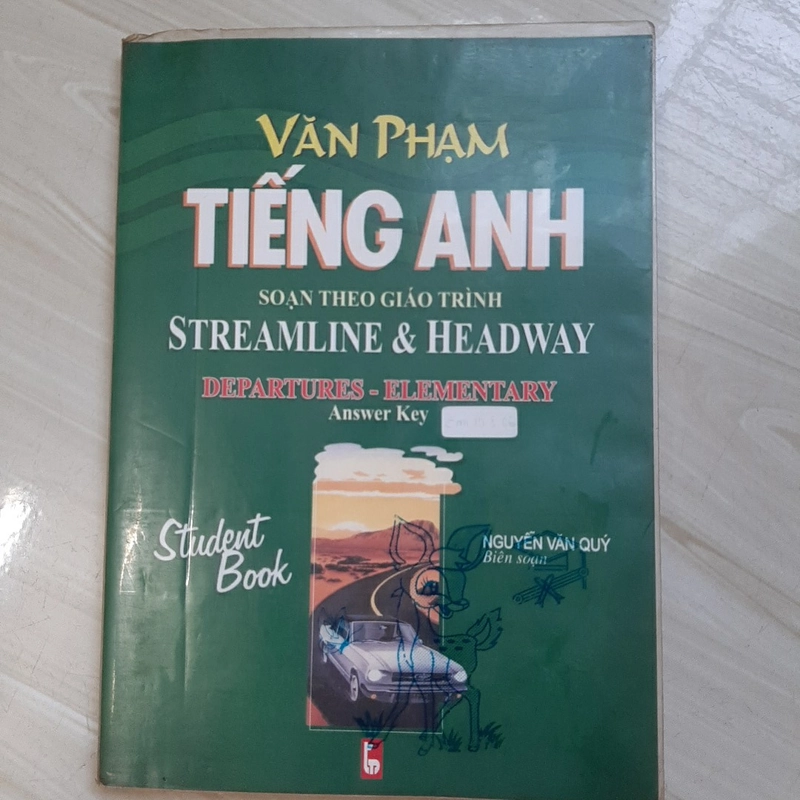 VĂN PHẠM
TIẾNG ANH
SOẠN THEO GIÁO TRÌNH
STREAMLINE & HEADWAY
DEPARTURES - ELEMENTARY
Answer Key
Student
Book
NGUYỄN VĂN QUÝ
Biên soạn